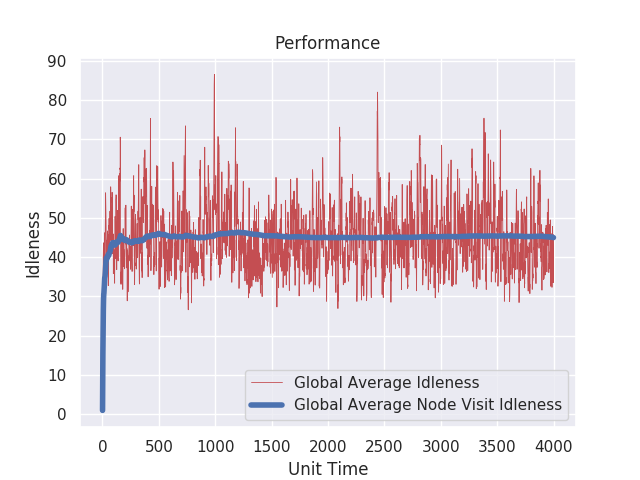 Performance
90
80
70
60
50
40
30
20
10
0
Idleness
Global Average Idleness
Global Average Node Visit Idleness
0 500 1000 1500 2000 2500 3000 3500 4000
Unit Time